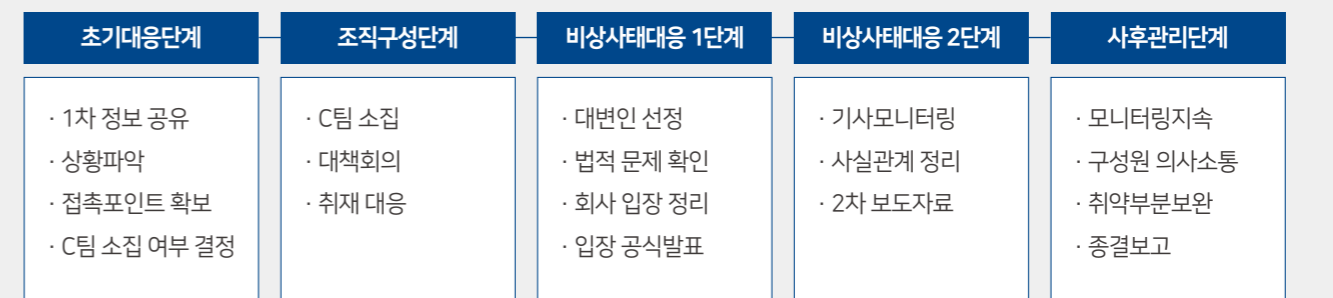 초기대응단계
· 1차 정보 공유
· 상황파악
· 접촉포인트 확보
· C팀 소집 여부 결정
조직구성단계
· C팀 소집
· 대책회의
· 취재 대응
비상사태대응 1단계
· 대변인 선정
· 법적 문제 확인
· 회사 입장 정리
· 입장 공식발표
비상사태대응 2단계
· 기사모니터링
· 사실관계 정리
· 2차 보도자료
사후관리단계
· 모니터링지속
· 구성원 의사소통
· 취약부분보완
· 종결보고